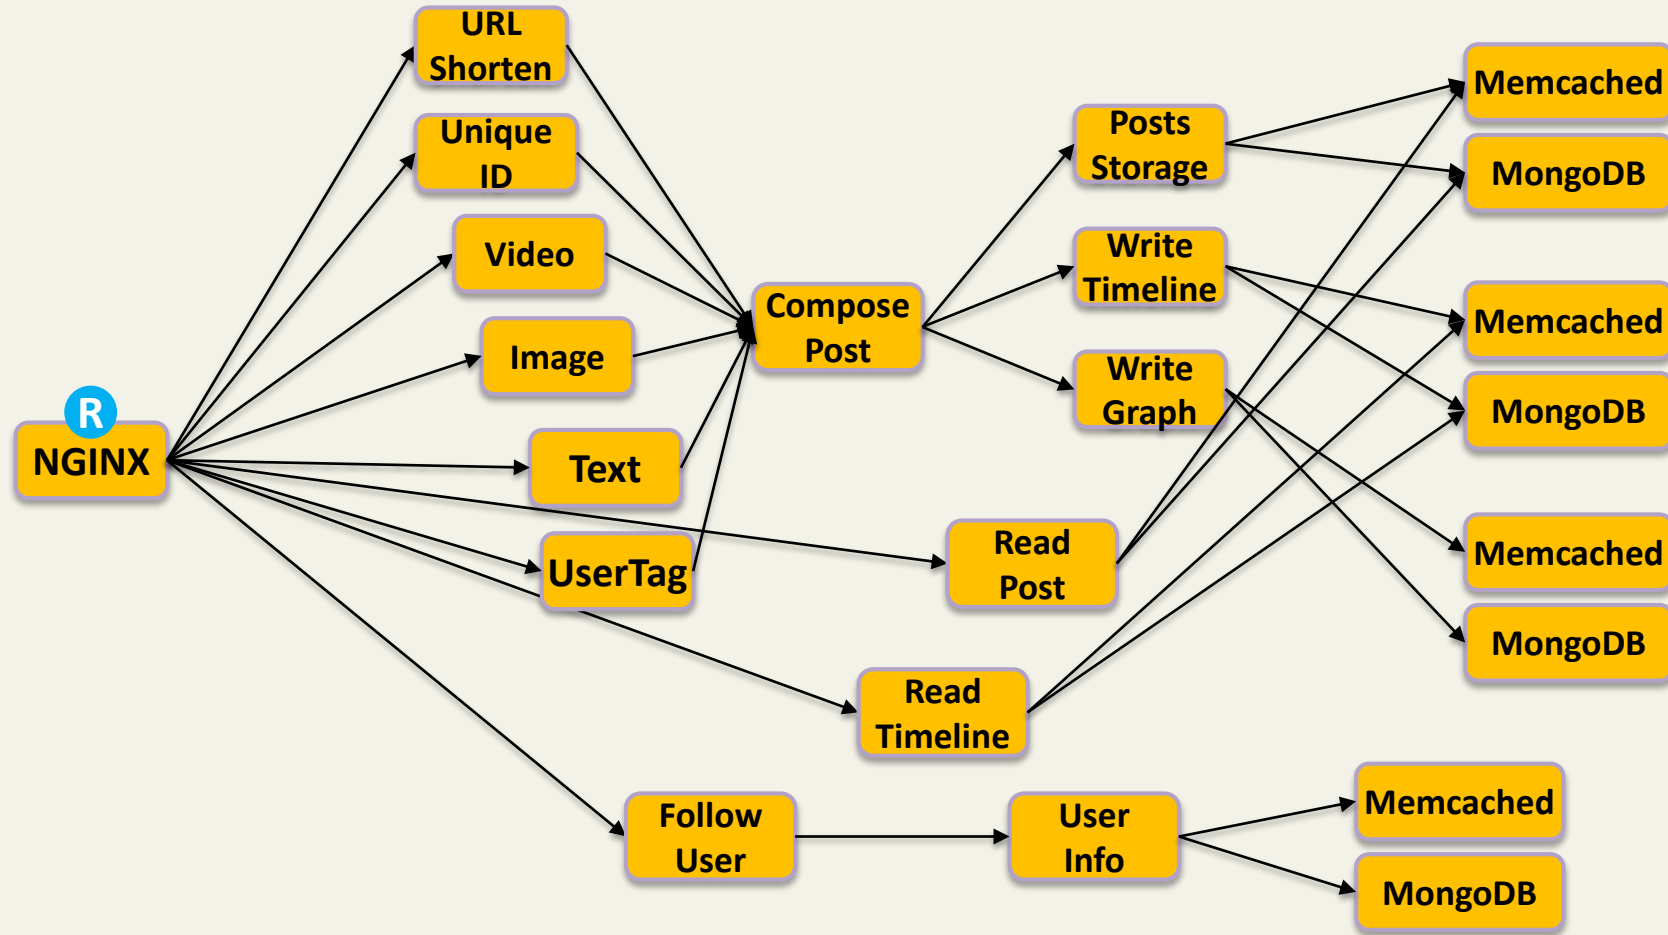 URL
Shorten
Unique
ID
Video
Image
R
NGINX
Text
UserTag
Compose
Post
Posts
Storage
Write
Timeline
Write
Graph
Read
Post
Read
Timeline
Follow
User
User
Info
Memcached
MongoDB
Memcached
MongoDB
Memcached
MongoDB
Memcached
MongoDB